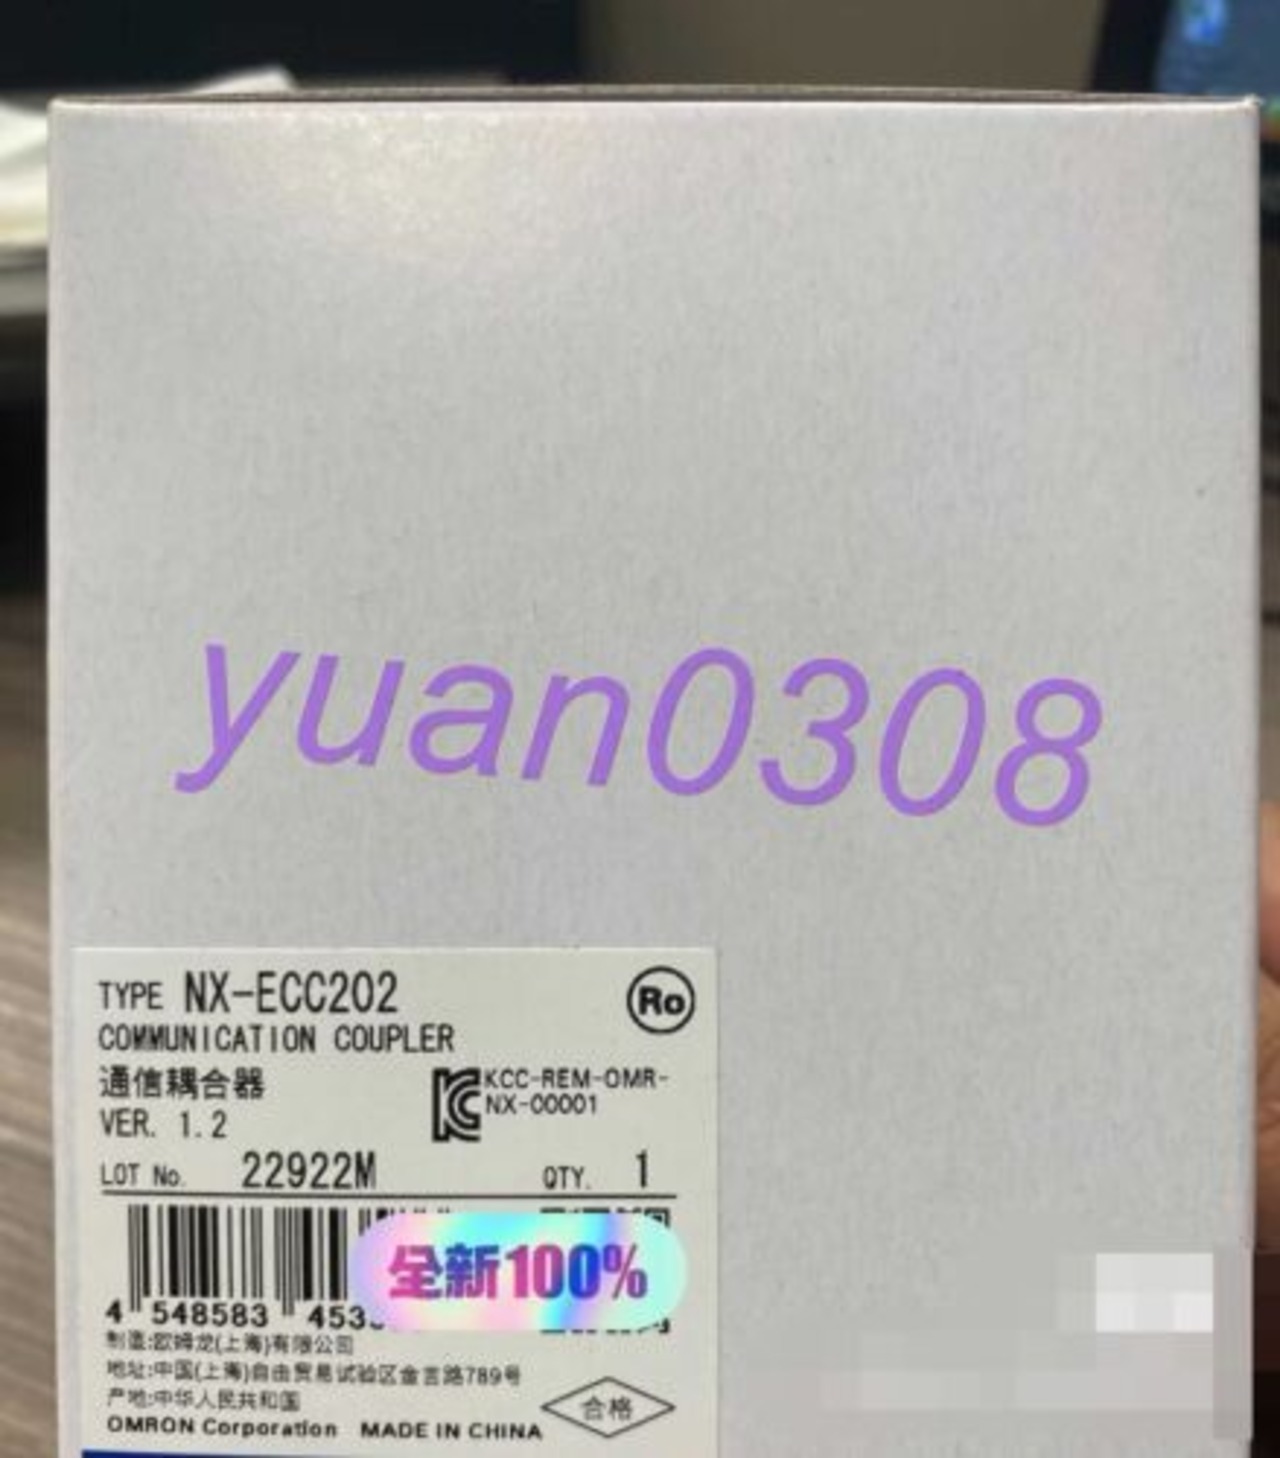 yuan0308
TYPE NX-ECC202
Ro
COMMUNICATION COUPLER
通信耦合器
KCC-REM-OMR-
NX-00001
VER. 1.2
LOT No. 22922M QTY. 1
全新100%
4 548583 453
制造:欧姆龙(上海)有限公司
地址:中国(上海)自由贸易试验区金吉路789号
产地:中华人民共和国
合格
OMRON Corporation MADE IN CHINA